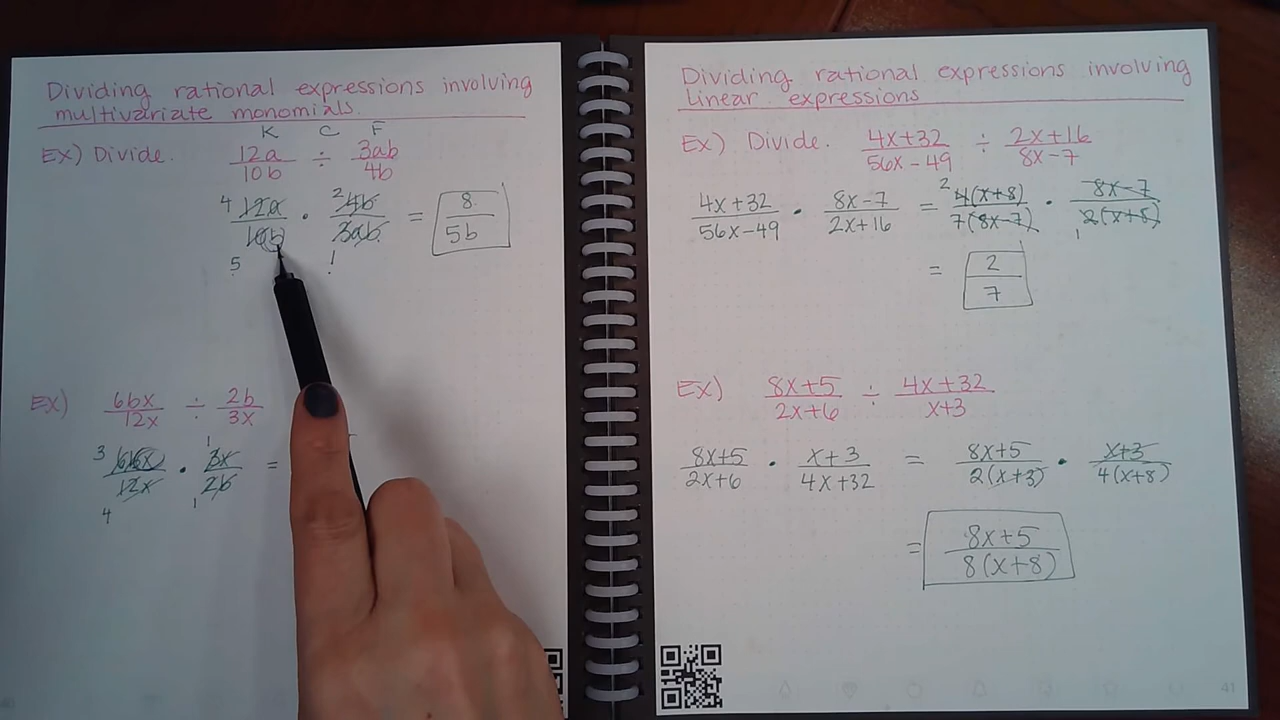 Dividing rational expressions involving
multivariate monomials.
K C F
Ex) Divide. 12a/10b ÷ 3ab/4b
4 12a/10b 5 · 2 4b/3ab 1 = 8/5b
Ex) 6bx/12x ÷ 2b/3x
3 6bx/12x 4 · 1 3x/2b 1 =
Dividing rational expressions involving
Linear expressions
Ex) Divide. 4x+32/56x-49 ÷ 2x+16/8x-7
4x+32/56x-49 · 8x-7/2x+16 = 2 4(x+8)/7(8x-7) · 8x-7/2(x+8) 1
= 2/7
Ex) 8x+5/2x+6 ÷ 4x+32/x+3
8x+5/2x+6 · x+3/4x+32 = 8x+5/2(x+3) · x+3/4(x+8)
= 8x+5/8(x+8)
41